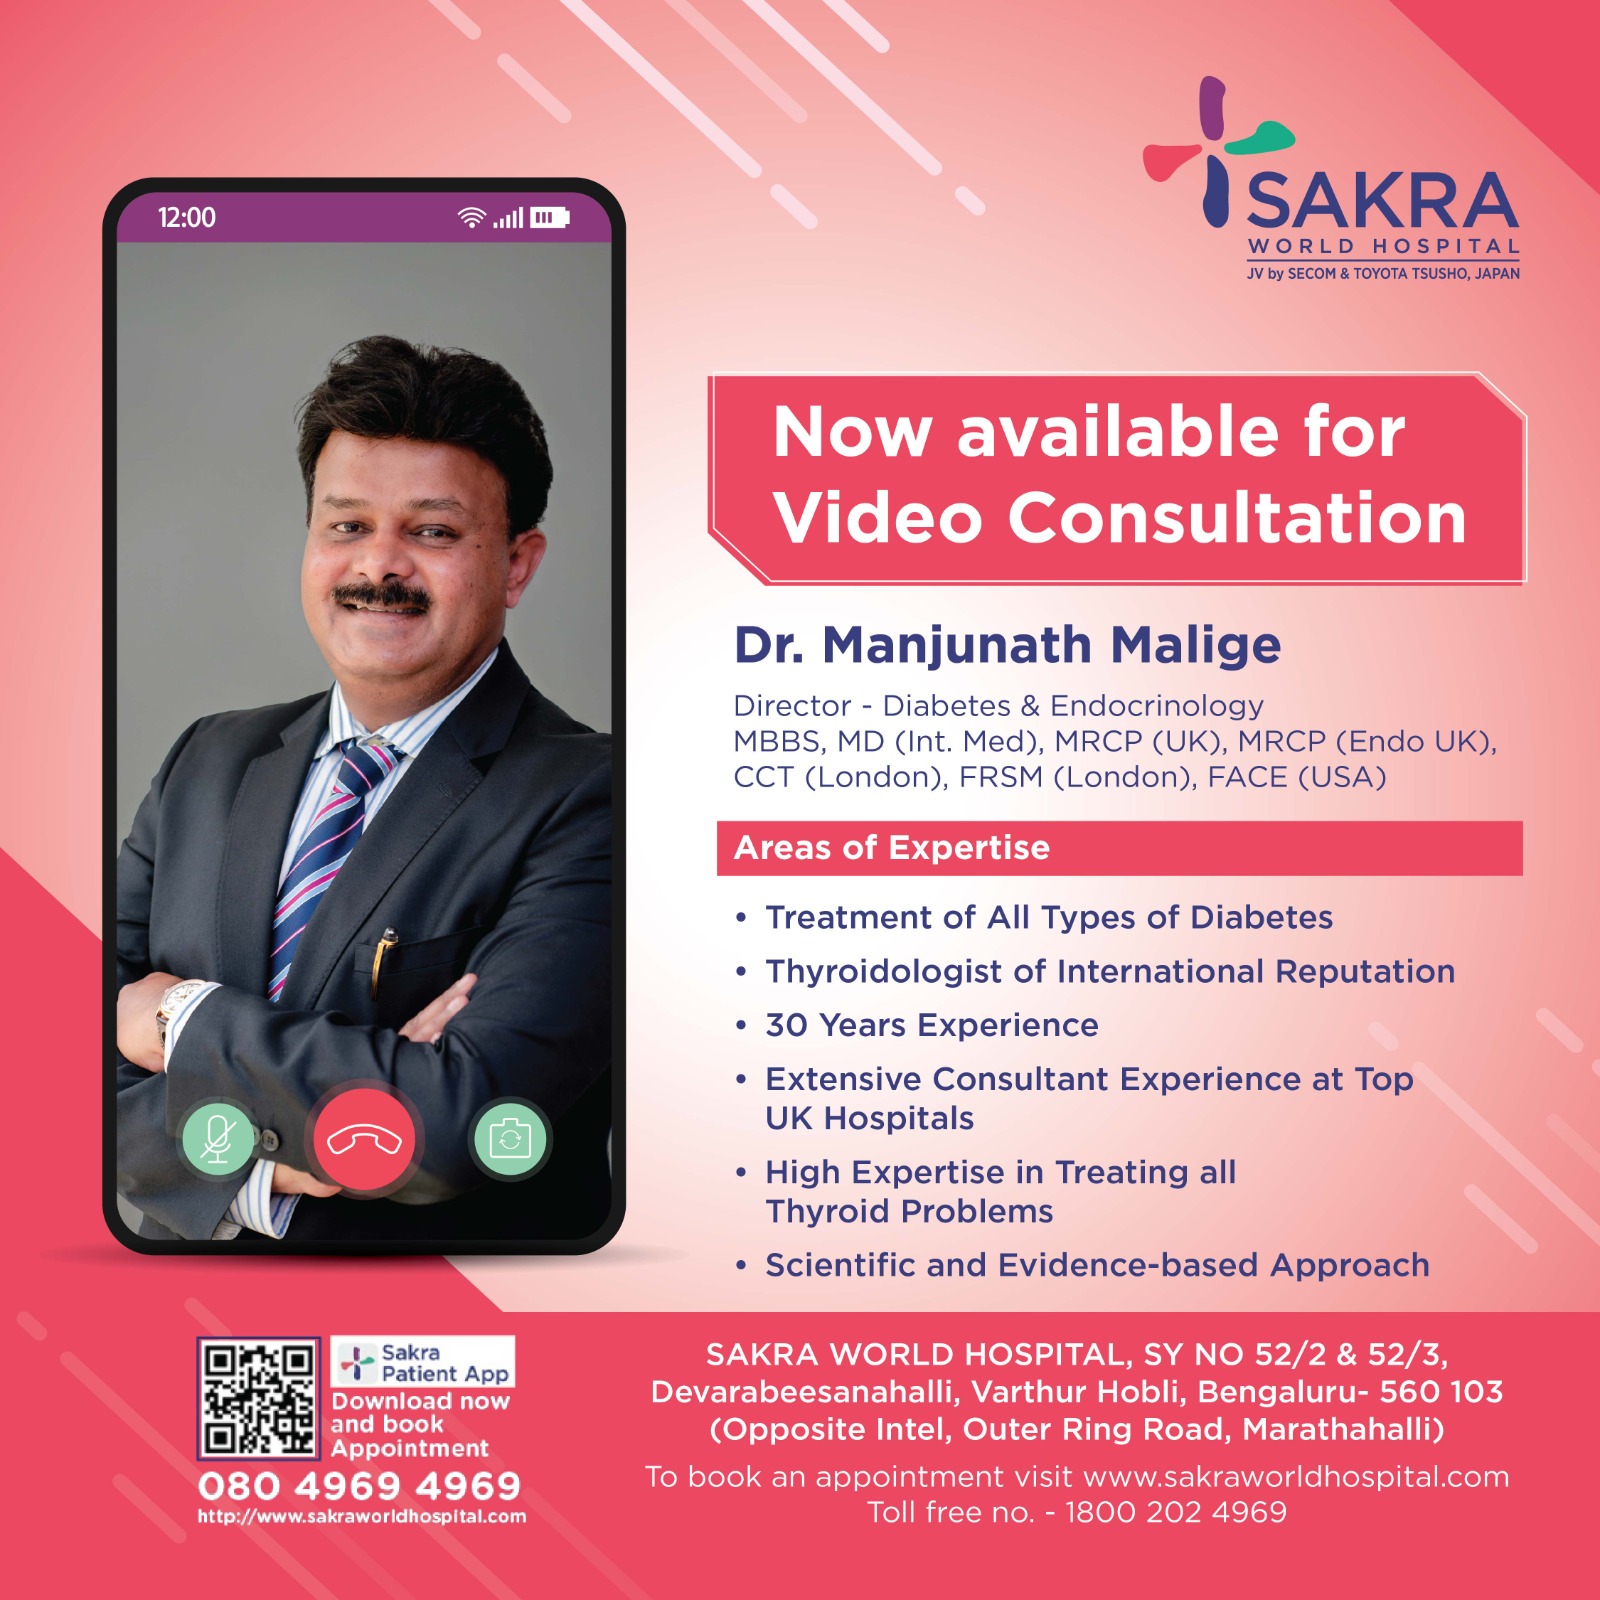 12:00
SAKRA
WORLD HOSPITAL
JV by SECOM & TOYOTA TSUSHO, JAPAN
Now available for
Video Consultation
Dr. Manjunath Malige
Director - Diabetes & Endocrinology
MBBS, MD (Int. Med), MRCP (UK), MRCP (Endo UK),
CCT (London), FRSM (London), FACE (USA)
Areas of Expertise
• Treatment of All Types of Diabetes
• Thyroidologist of International Reputation
• 30 Years Experience
• Extensive Consultant Experience at Top
UK Hospitals
• High Expertise in Treating all
Thyroid Problems
• Scientific and Evidence-based Approach
Sakra
Patient App
Download now
and book
Appointment
080 4969 4969
http://www.sakraworldhospital.com
SAKRA WORLD HOSPITAL, SY NO 52/2 & 52/3,
Devarabeesanahalli, Varthur Hobli, Bengaluru- 560 103
(Opposite Intel, Outer Ring Road, Marathahalli)
To book an appointment visit www.sakraworldhospital.com
Toll free no. - 1800 202 4969